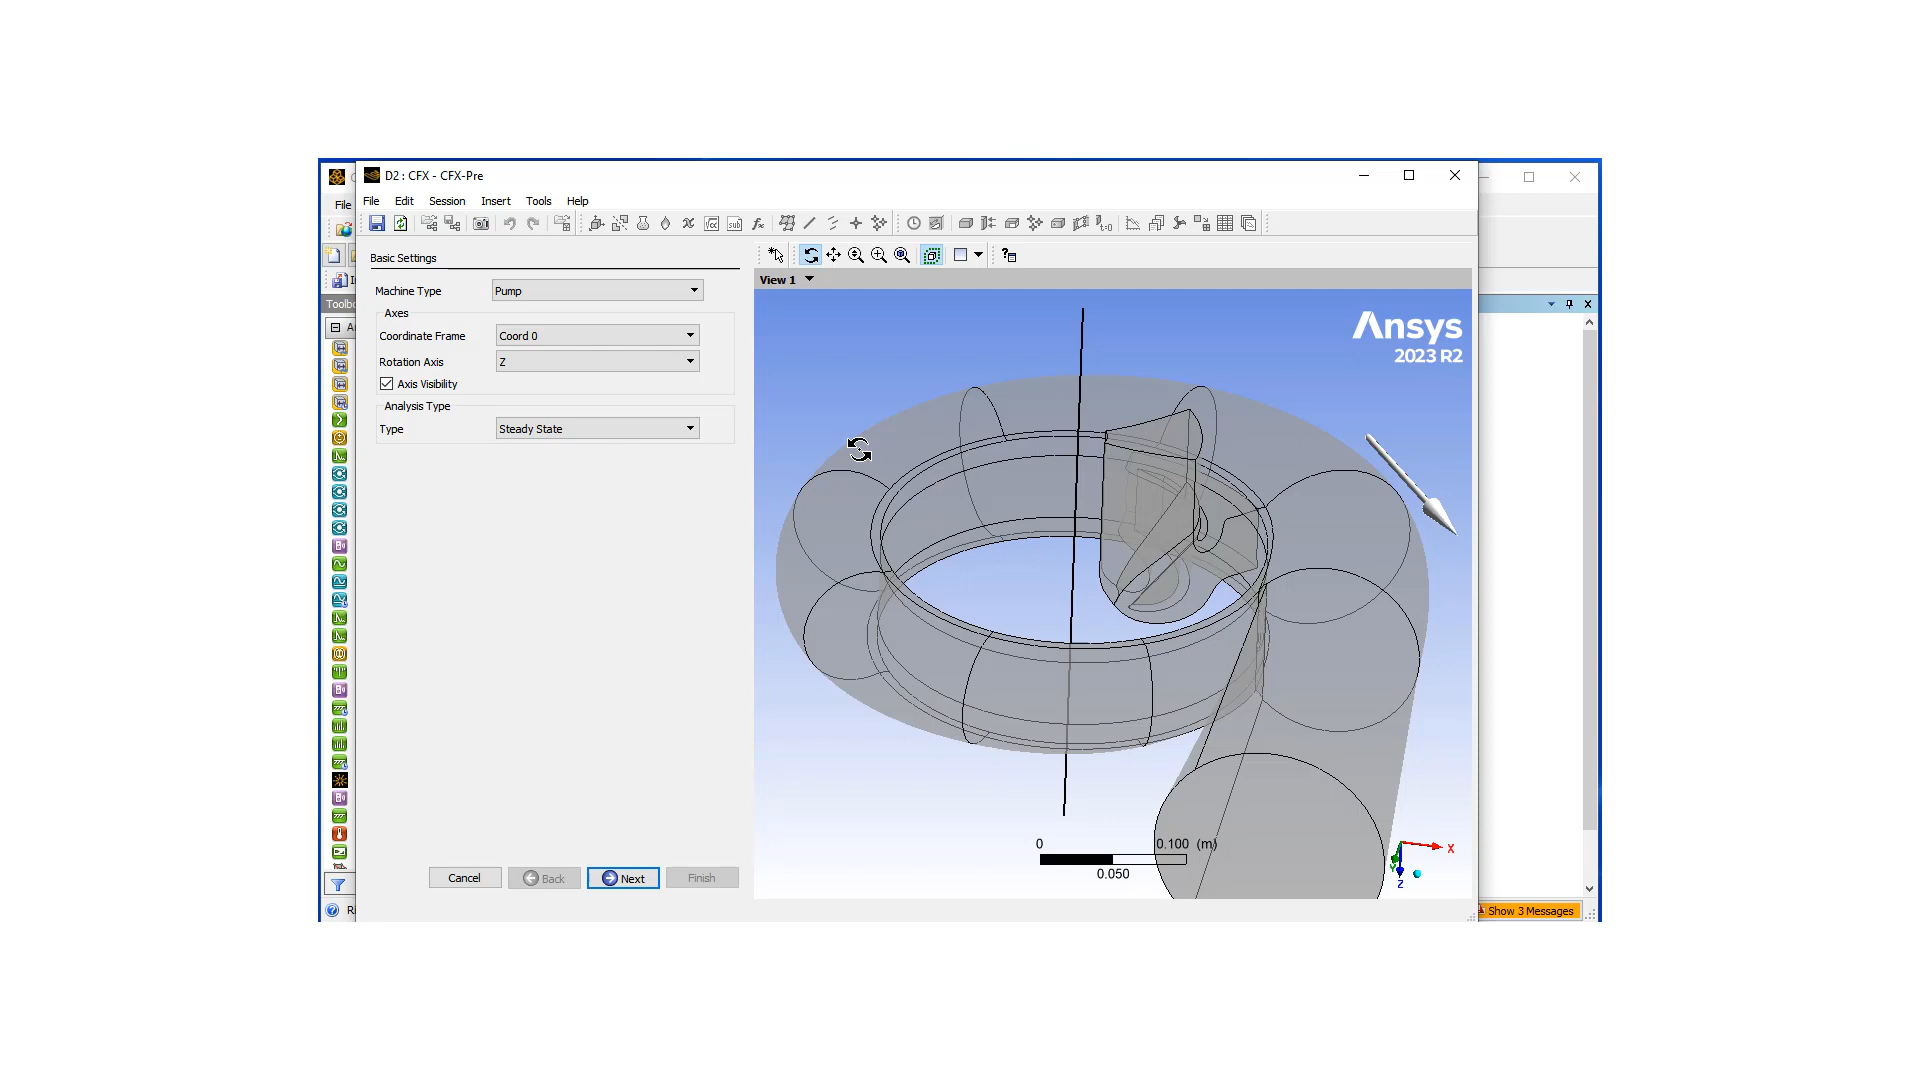 D2 : CFX - CFX-Pre
File Edit Session Insert Tools Help
File
Basic Settings
View 1
Machine Type Pump
Axes
Coordinate Frame Coord 0
Rotation Axis Z
Axis Visibility
Analysis Type
Type Steady State
Ansys
2023 R2
0 0.100 (m)
0.050
X
Y
Z
Cancel Back Next Finish
Show 3 Messages